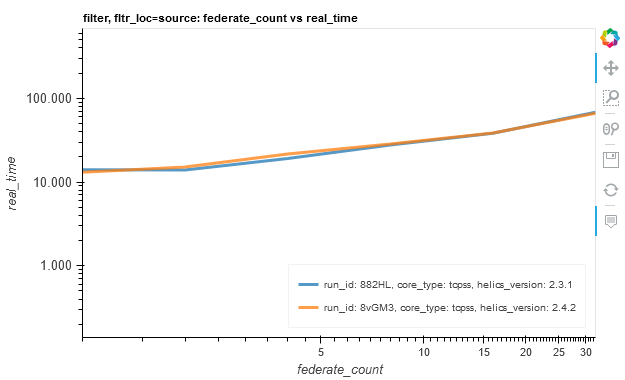 filter, fltr_loc=source: federate_count vs real_time
100.000
10.000
1.000
real_time
run_id: 882HL, core_type: tcpss, helics_version: 2.3.1
run_id: 8vGM3, core_type: tcpss, helics_version: 2.4.2
5 10 15 20 25 30
federate_count